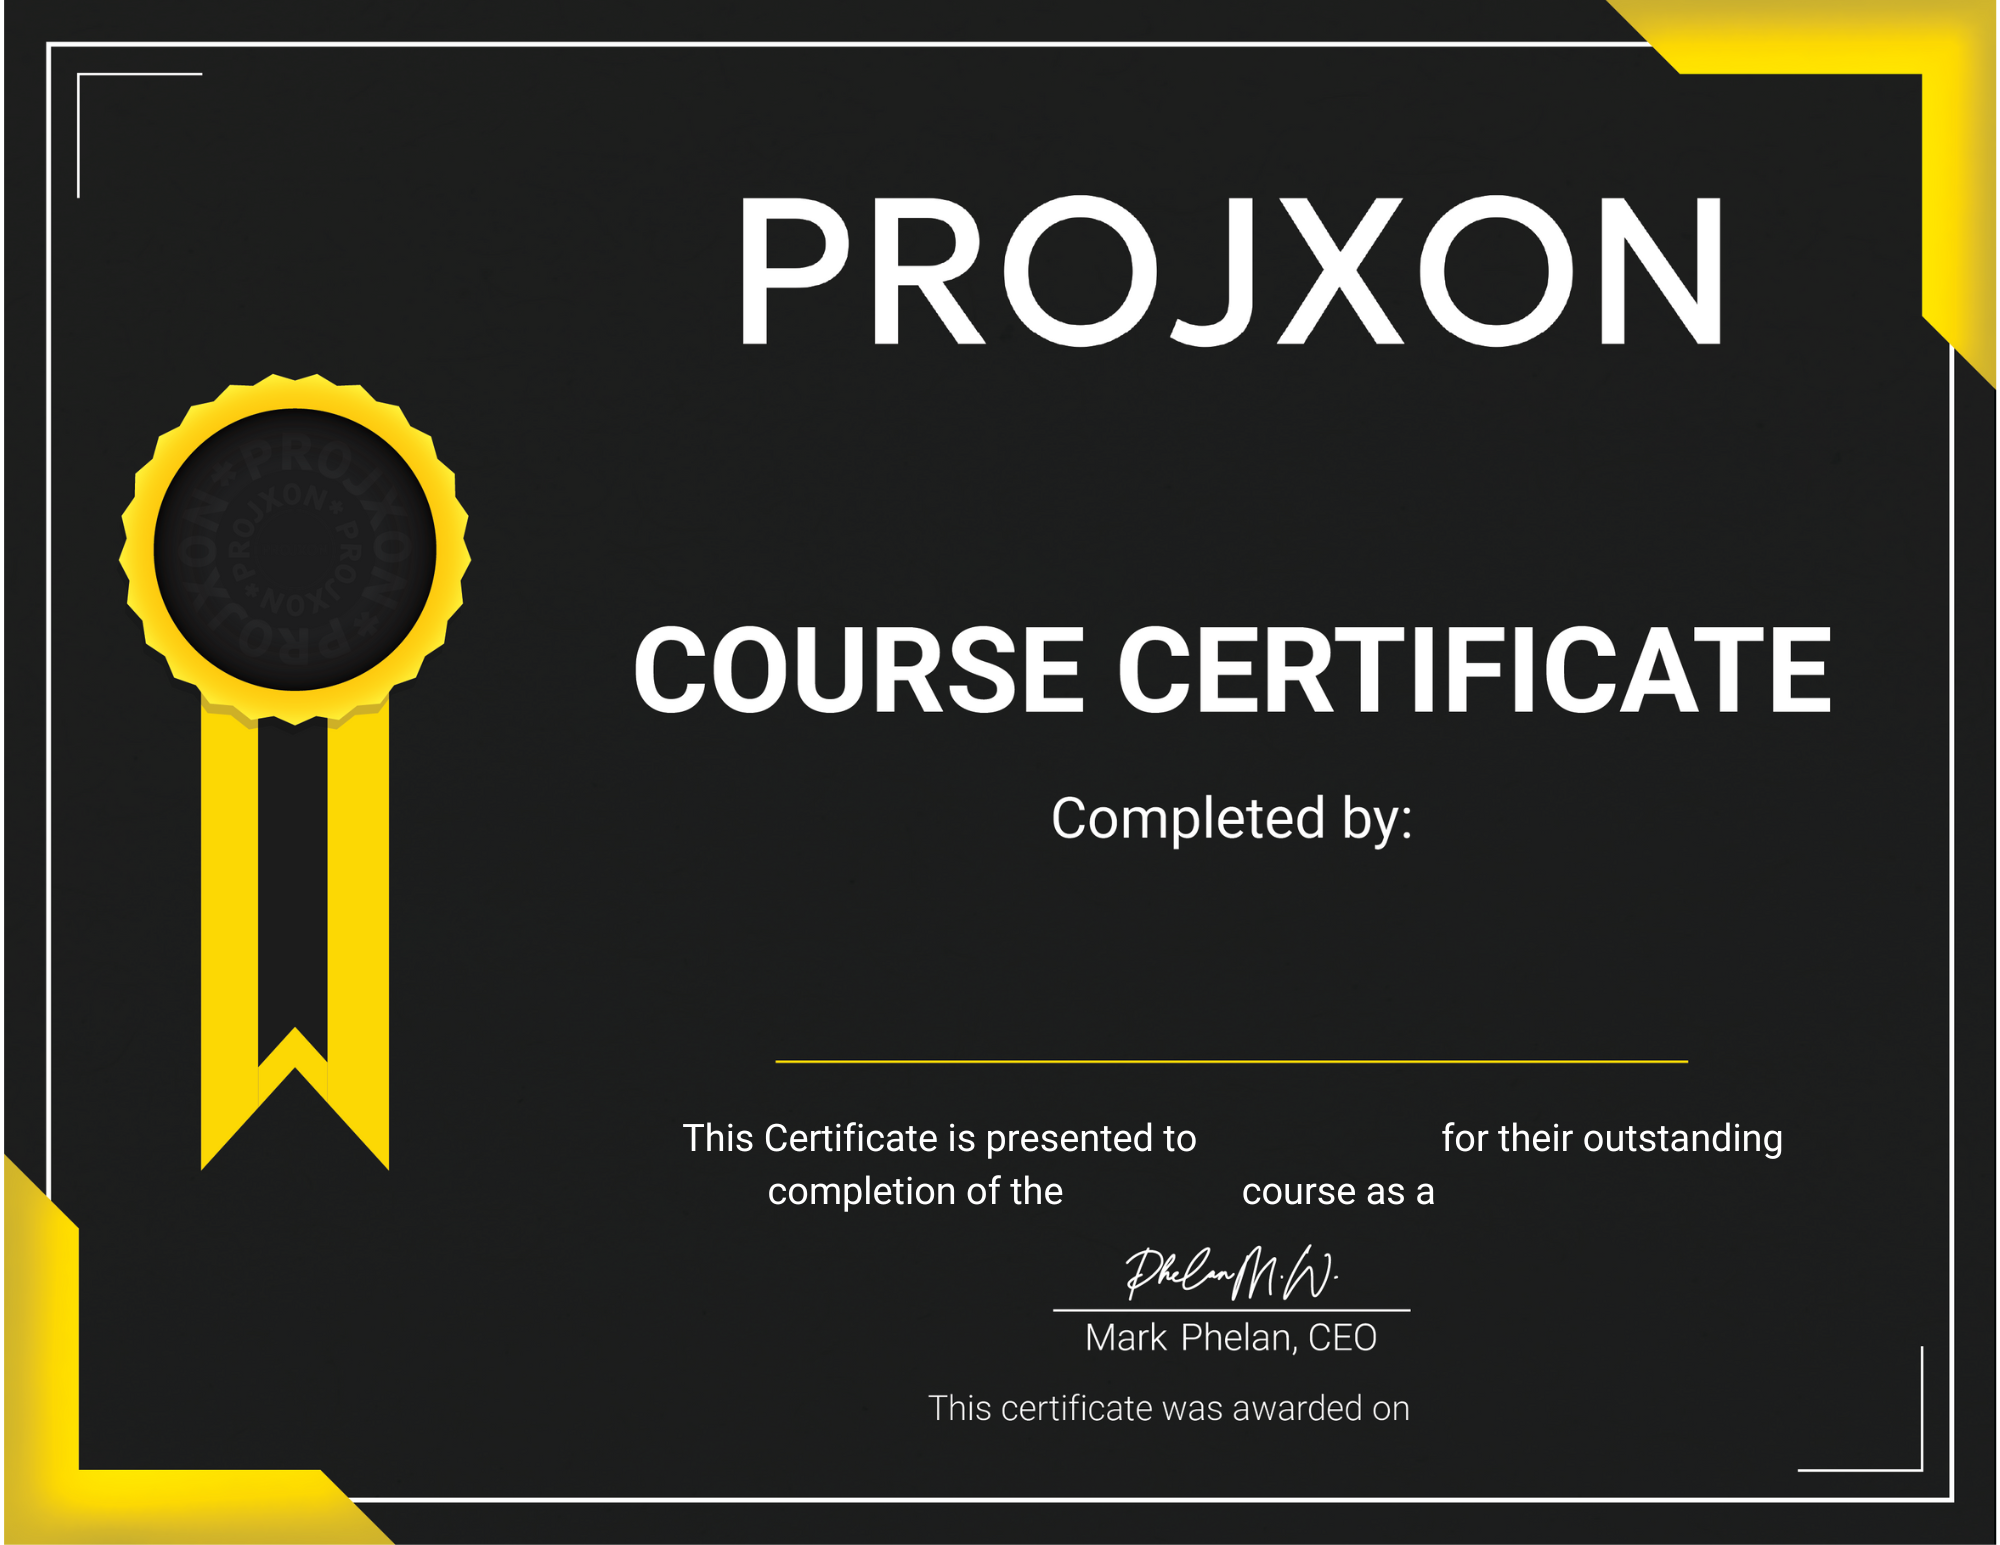 PROJXON
PROJXON*PROJXON*PROJXON*
PROJXON*PROJXON*
COURSE CERTIFICATE
Completed by:
This Certificate is presented to for their outstanding
completion of the course as a
Phelan M.W.
Mark Phelan, CEO
This certificate was awarded on